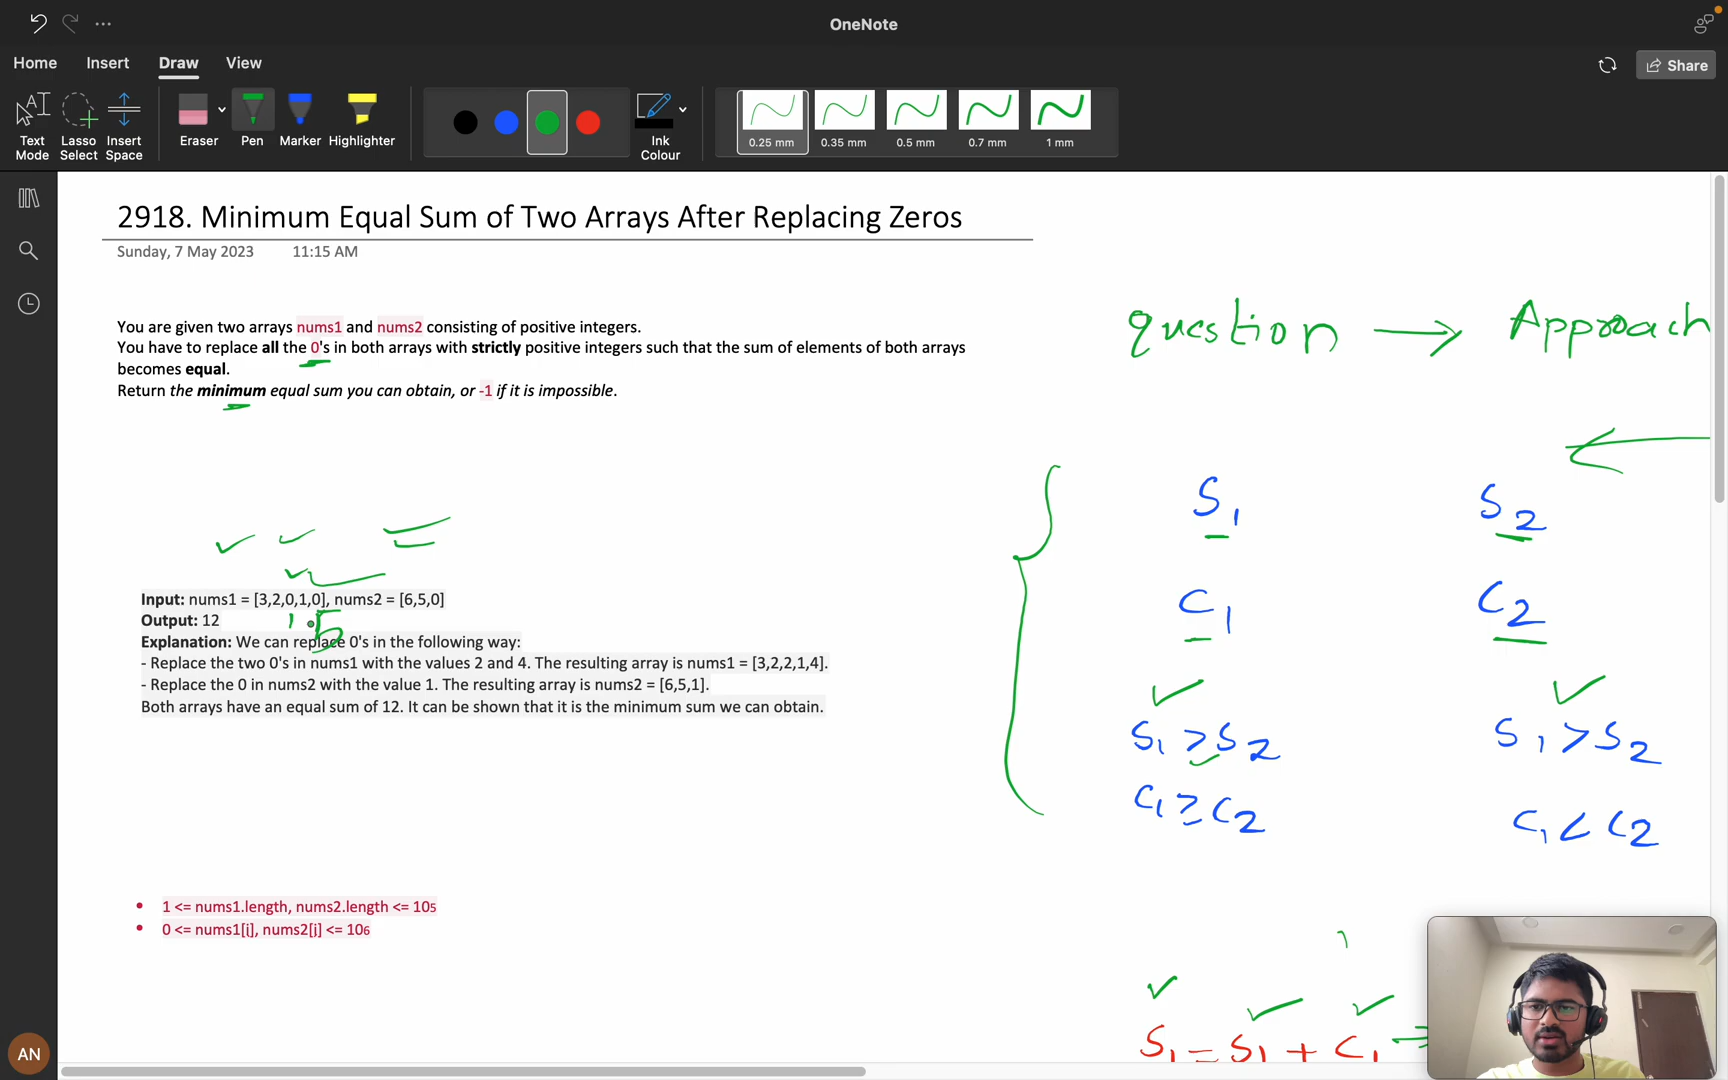 OneNote
Home Insert Draw View
Share
Text Mode
Lasso Select
Insert Space
Eraser
Pen
Marker
Highlighter
Ink Colour
0.25 mm 0.35 mm 0.5 mm 0.7 mm 1 mm
2918. Minimum Equal Sum of Two Arrays After Replacing Zeros
Sunday, 7 May 2023 11:15 AM
You are given two arrays nums1 and nums2 consisting of positive integers.
You have to replace all the 0's in both arrays with strictly positive integers such that the sum of elements of both arrays
becomes equal.
Return the minimum equal sum you can obtain, or -1 if it is impossible.
question → Approach
S1 S2
C1 C2
S1 ≥ S2 S1 > S2
C1 ≥ C2 C1 < C2
Input: nums1 = [3,2,0,1,0], nums2 = [6,5,0]
Output: 12
1 5
Explanation: We can replace 0's in the following way:
- Replace the two 0's in nums1 with the values 2 and 4. The resulting array is nums1 = [3,2,2,1,4].
- Replace the 0 in nums2 with the value 1. The resulting array is nums2 = [6,5,1].
Both arrays have an equal sum of 12. It can be shown that it is the minimum sum we can obtain.
• 1 <= nums1.length, nums2.length <= 105
• 0 <= nums1[i], nums2[i] <= 106
S1 = S1 + C1 →
AN